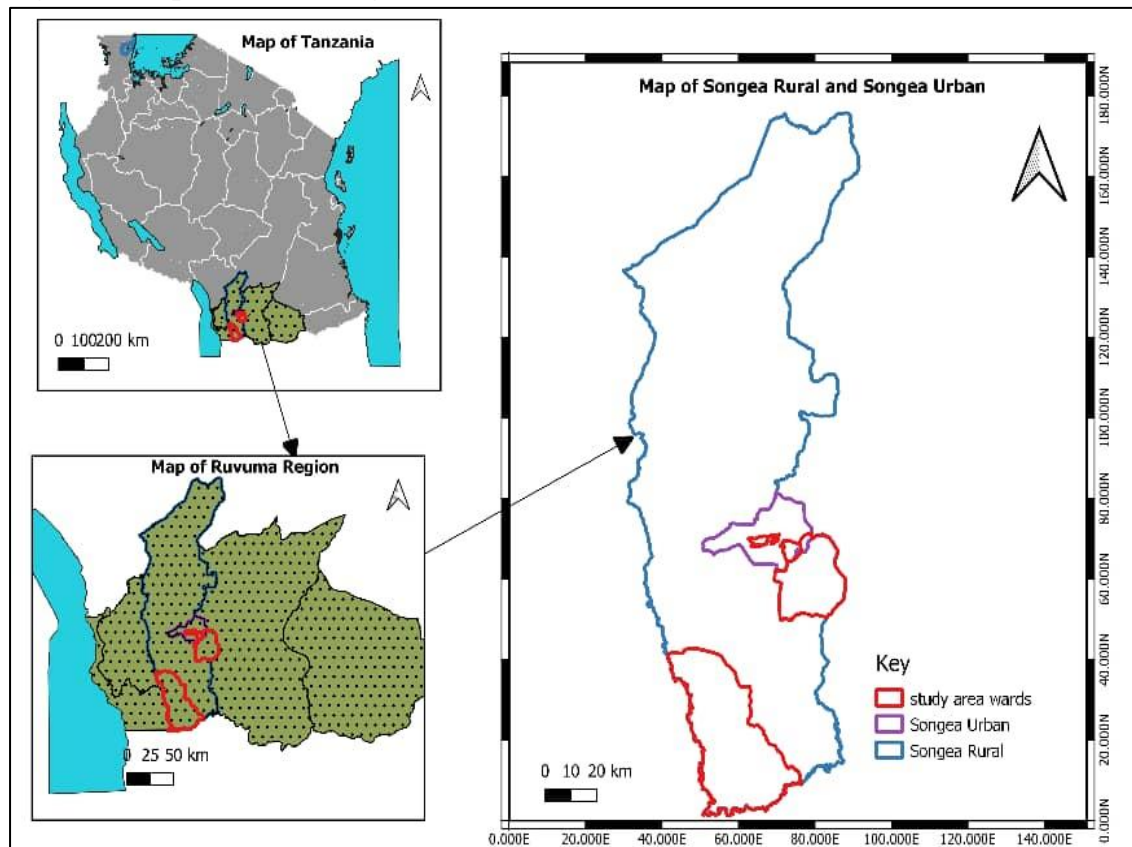 Map of Tanzania
0 100200 km
Map of Ruvuma Region
0 25 50 km
Map of Songea Rural and Songea Urban
Key
study area wards
Songea Urban
Songea Rural
0 10 20 km
180.000N
160.000N
140.000N
120.000N
100.000N
80.000N
60.000N
40.000N
20.000N
0.000N
0.000E
20.000E
40.000E
60.000E
80.000E
100.000E
120.000E
140.000E